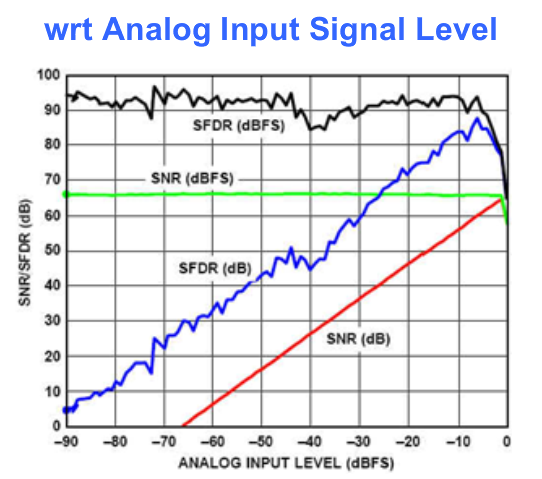 wrt Analog Input Signal Level
100
90
80
70
60
50
40
30
20
10
0
SNR/SFDR (dB)
SFDR (dBFS)
SNR (dBFS)
SFDR (dB)
SNR (dB)
–90 –80 –70 –60 –50 –40 –30 –20 –10 0
ANALOG INPUT LEVEL (dBFS)